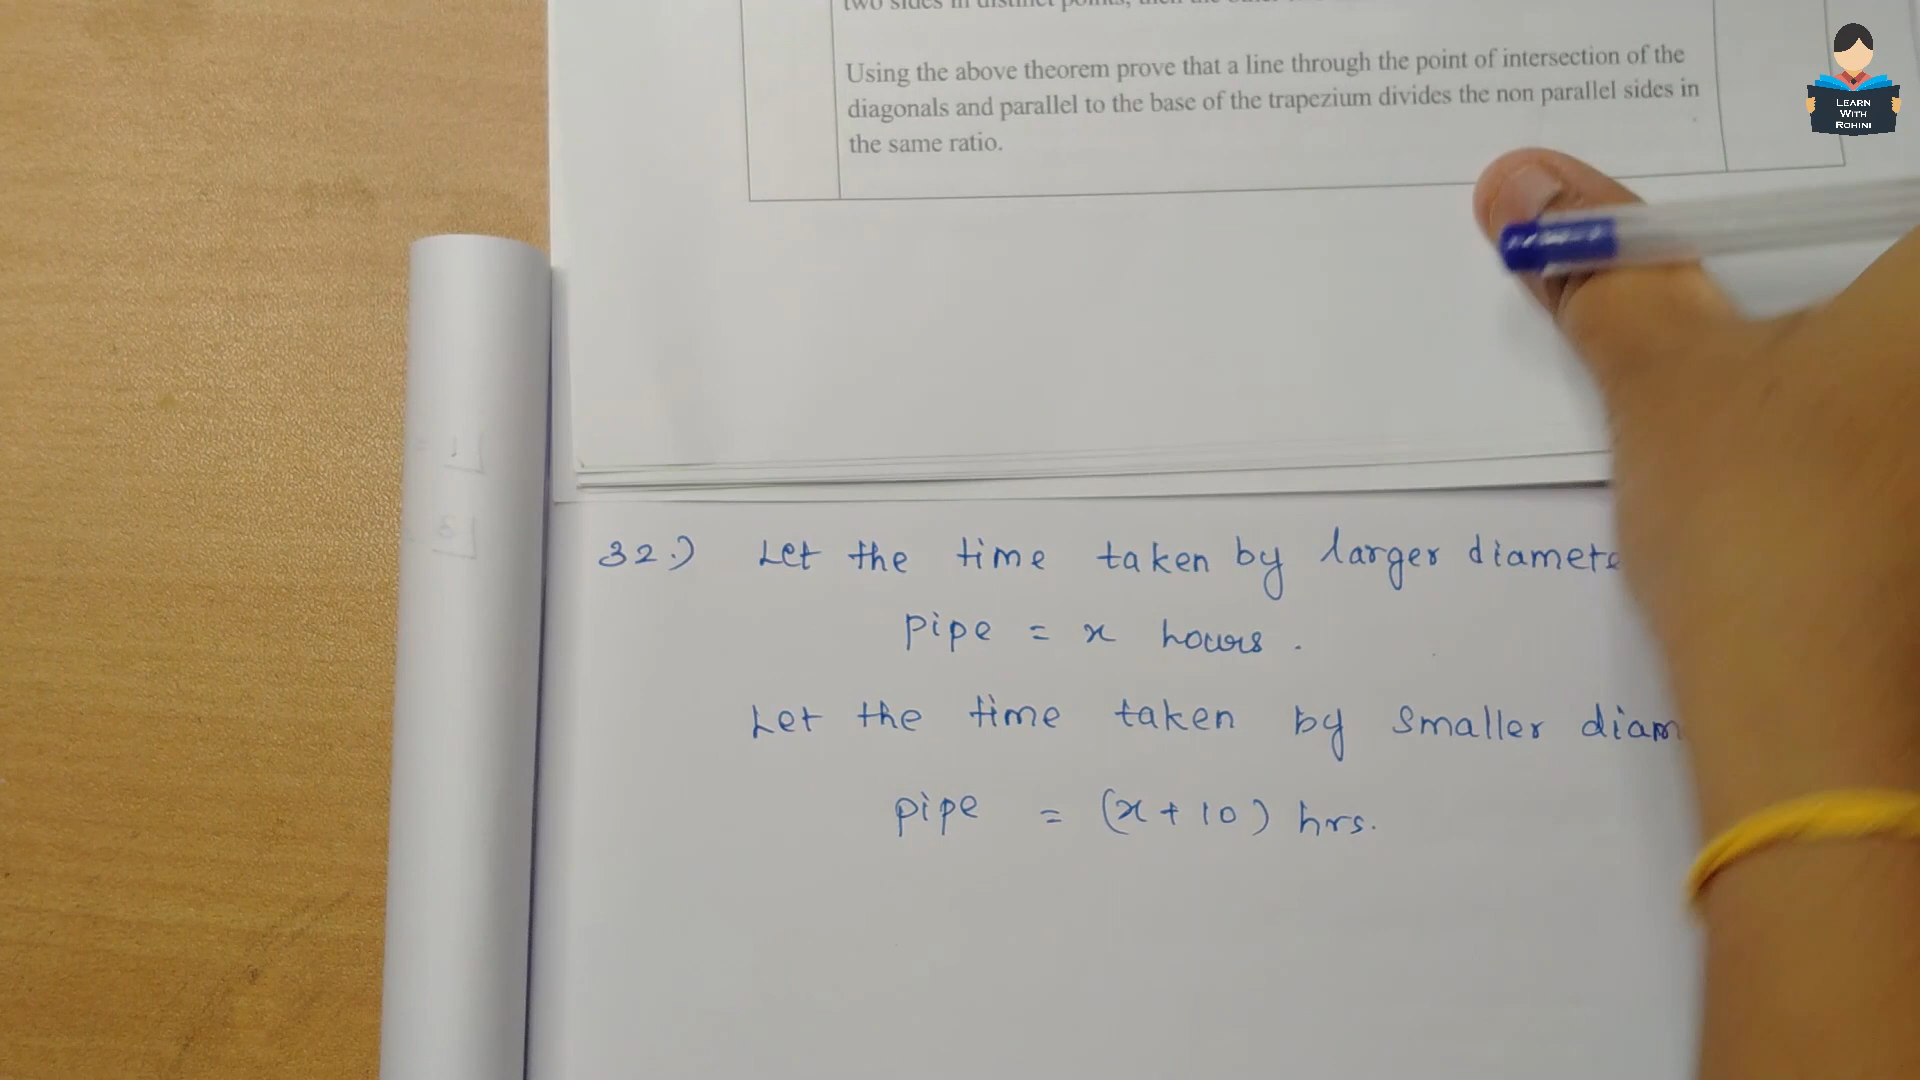 Using the above theorem prove that a line through the point of intersection of the
diagonals and parallel to the base of the trapezium divides the non parallel sides in
the same ratio.
LEARN
WITH
ROHINI
32.) Let the time taken by larger diamete
pipe = x hours.
Let the time taken by smaller diam
pipe = (x + 10) hrs.